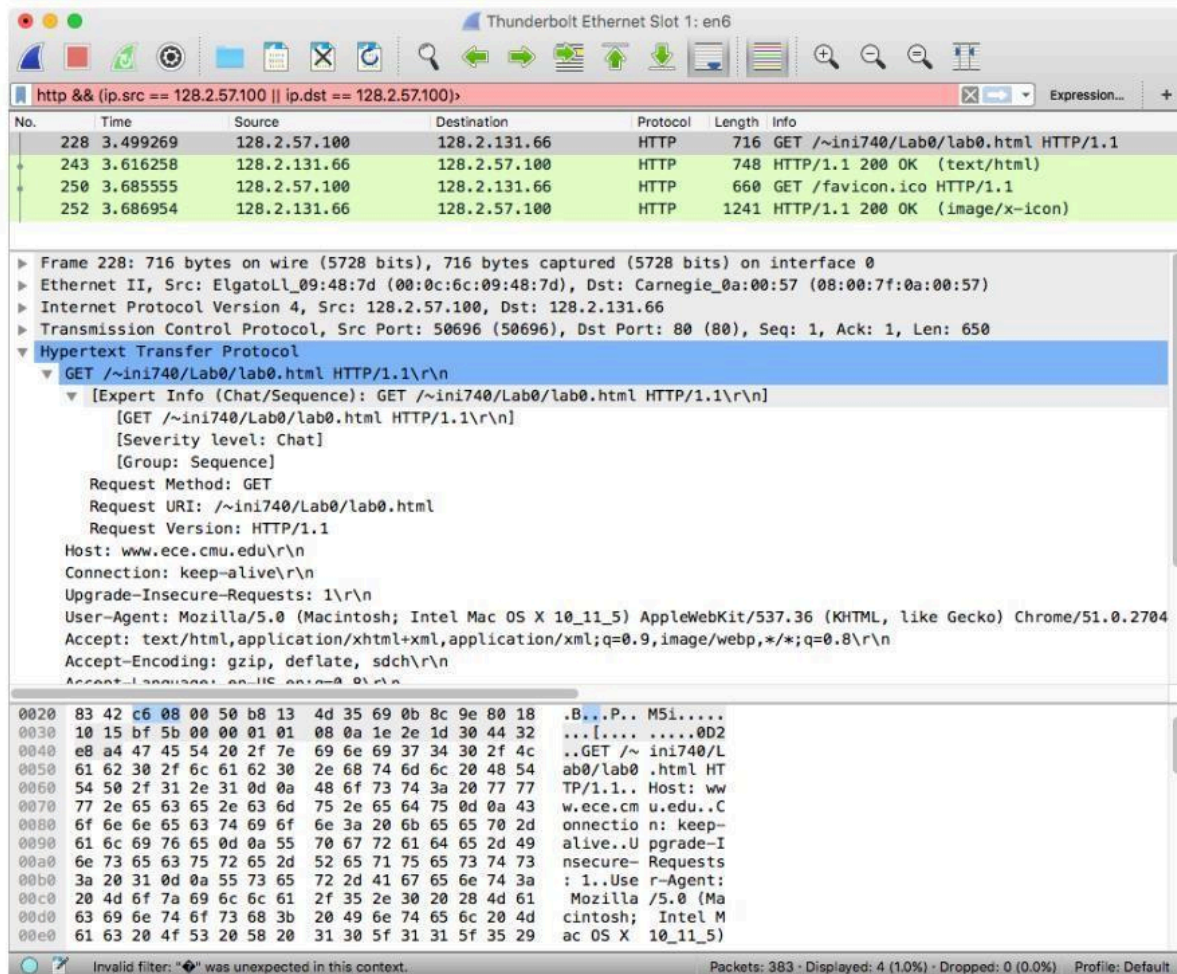 Thunderbolt Ethernet Slot 1: en6
http && (ip.src == 128.2.57.100 || ip.dst == 128.2.57.100)› Expression... +
No. Time Source Destination Protocol Length Info
228 3.499269 128.2.57.100 128.2.131.66 HTTP 716 GET /~ini740/Lab0/lab0.html HTTP/1.1
243 3.616258 128.2.131.66 128.2.57.100 HTTP 748 HTTP/1.1 200 OK (text/html)
250 3.685555 128.2.57.100 128.2.131.66 HTTP 660 GET /favicon.ico HTTP/1.1
252 3.686954 128.2.131.66 128.2.57.100 HTTP 1241 HTTP/1.1 200 OK (image/x-icon)
Frame 228: 716 bytes on wire (5728 bits), 716 bytes captured (5728 bits) on interface 0
Ethernet II, Src: ElgatoLl_09:48:7d (00:0c:6c:09:48:7d), Dst: Carnegie_0a:00:57 (08:00:7f:0a:00:57)
Internet Protocol Version 4, Src: 128.2.57.100, Dst: 128.2.131.66
Transmission Control Protocol, Src Port: 50696 (50696), Dst Port: 80 (80), Seq: 1, Ack: 1, Len: 650
Hypertext Transfer Protocol
GET /~ini740/Lab0/lab0.html HTTP/1.1\r\n
[Expert Info (Chat/Sequence): GET /~ini740/Lab0/lab0.html HTTP/1.1\r\n]
[GET /~ini740/Lab0/lab0.html HTTP/1.1\r\n]
[Severity level: Chat]
[Group: Sequence]
Request Method: GET
Request URI: /~ini740/Lab0/lab0.html
Request Version: HTTP/1.1
Host: www.ece.cmu.edu\r\n
Connection: keep-alive\r\n
Upgrade-Insecure-Requests: 1\r\n
User-Agent: Mozilla/5.0 (Macintosh; Intel Mac OS X 10_11_5) AppleWebKit/537.36 (KHTML, like Gecko) Chrome/51.0.2704
Accept: text/html,application/xhtml+xml,application/xml;q=0.9,image/webp,*/*;q=0.8\r\n
Accept-Encoding: gzip, deflate, sdch\r\n
Accept-Language: en-US,en;q=0.8\r\n
0020 83 42 c6 08 00 50 b8 13 4d 35 69 0b 8c 9e 80 18 .B...P.. M5i.....
0030 10 15 bf 5b 00 00 01 01 08 0a 1e 2e 1d 30 44 32 ...[.... .....0D2
0040 e8 a4 47 45 54 20 2f 7e 69 6e 69 37 34 30 2f 4c ..GET /~ ini740/L
0050 61 62 30 2f 6c 61 62 30 2e 68 74 6d 6c 20 48 54 ab0/lab0 .html HT
0060 54 50 2f 31 2e 31 0d 0a 48 6f 73 74 3a 20 77 77 TP/1.1.. Host: ww
0070 77 2e 65 63 65 2e 63 6d 75 2e 65 64 75 0d 0a 43 w.ece.cm u.edu..C
0080 6f 6e 6e 65 63 74 69 6f 6e 3a 20 6b 65 65 70 2d onnectio n: keep-
0090 61 6c 69 76 65 0d 0a 55 70 67 72 61 64 65 2d 49 alive..U pgrade-I
00a0 6e 73 65 63 75 72 65 2d 52 65 71 75 65 73 74 73 nsecure- Requests
00b0 3a 20 31 0d 0a 55 73 65 72 2d 41 67 65 6e 74 3a : 1..Use r-Agent:
00c0 20 4d 6f 7a 69 6c 6c 61 2f 35 2e 30 20 28 4d 61 Mozilla /5.0 (Ma
00d0 63 69 6e 74 6f 73 68 3b 20 49 6e 74 65 6c 20 4d cintosh; Intel M
00e0 61 63 20 4f 53 20 58 20 31 30 5f 31 31 5f 35 29 ac OS X 10_11_5)
Invalid filter: "�" was unexpected in this context. Packets: 383 · Displayed: 4 (1.0%) · Dropped: 0 (0.0%) Profile: Default